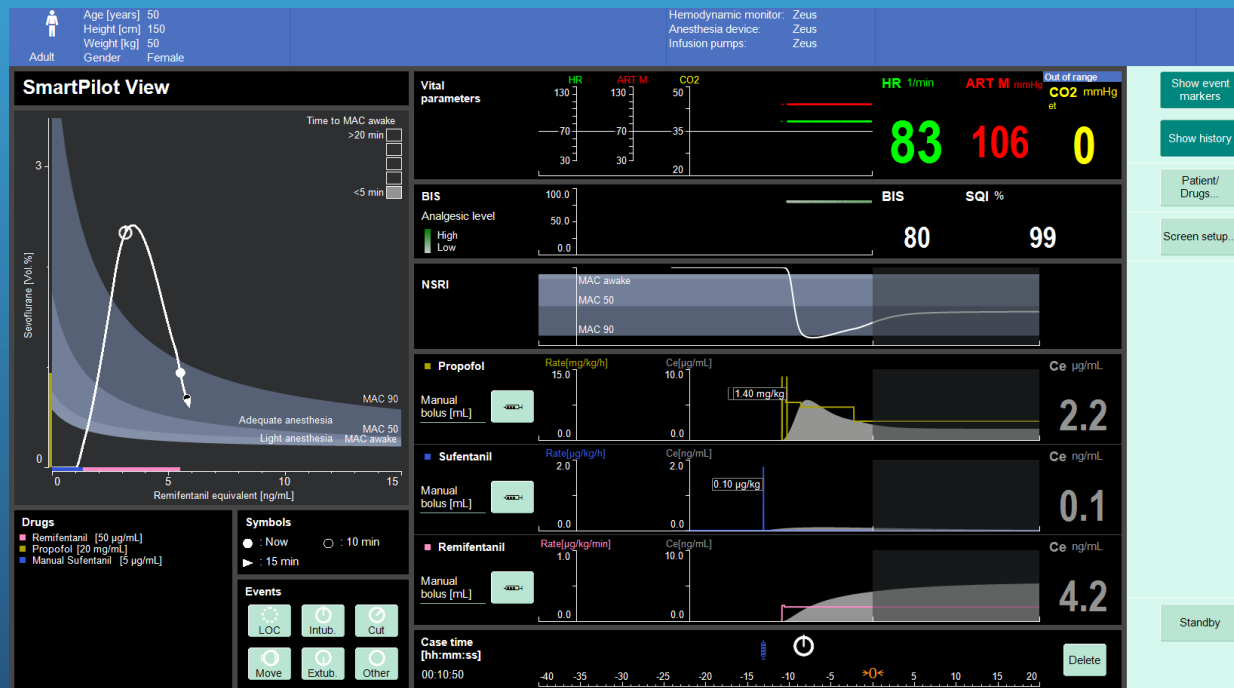 Age [years] 50
Height [cm] 150
Weight [kg] 50
Adult Gender Female
Hemodynamic monitor: Zeus
Anesthesia device: Zeus
Infusion pumps: Zeus
SmartPilot View
Time to MAC awake
>20 min
<5 min
3
0
Sevoflurane [Vol.%]
MAC 90
Adequate anesthesia
MAC 50
Light anesthesia MAC awake
0 5 10 15
Remifentanil equivalent [ng/mL]
Drugs
Remifentanil [50 µg/mL]
Propofol [20 mg/mL]
Manual Sufentanil [5 µg/mL]
Symbols
: Now : 10 min
: 15 min
Events
LOC Intub. Cut
Move Extub. Other
Vital
parameters
HR ART M CO2
130 130 50
70 70 35
30 30 20
HR 1/min ART M mmHg
Out of range
CO2 mmHg
et
83 106 0
BIS
Analgesic level
High
Low
100.0
50.0
0.0
BIS SQI %
80 99
NSRI
MAC awake
MAC 50
MAC 90
Propofol
Manual
bolus [mL]
Rate[mg/kg/h] Ce[µg/mL]
15.0 10.0
1.40 mg/kg
0.0 0.0
Ce µg/mL
2.2
Sufentanil
Manual
bolus [mL]
Rate[µg/kg/h] Ce[ng/mL]
2.0 2.0
0.10 µg/kg
0.0 0.0
Ce ng/mL
0.1
Remifentanil
Manual
bolus [mL]
Rate[µg/kg/min] Ce[ng/mL]
1.0 10.0
0.0 0.0
Ce ng/mL
4.2
Case time
[hh:mm:ss]
00:10:50
-40 -35 -30 -25 -20 -15 -10 -5 >0< 5 10 15 20
Delete
Show event
markers
Show history
Patient/
Drugs...
Screen setup..
Standby